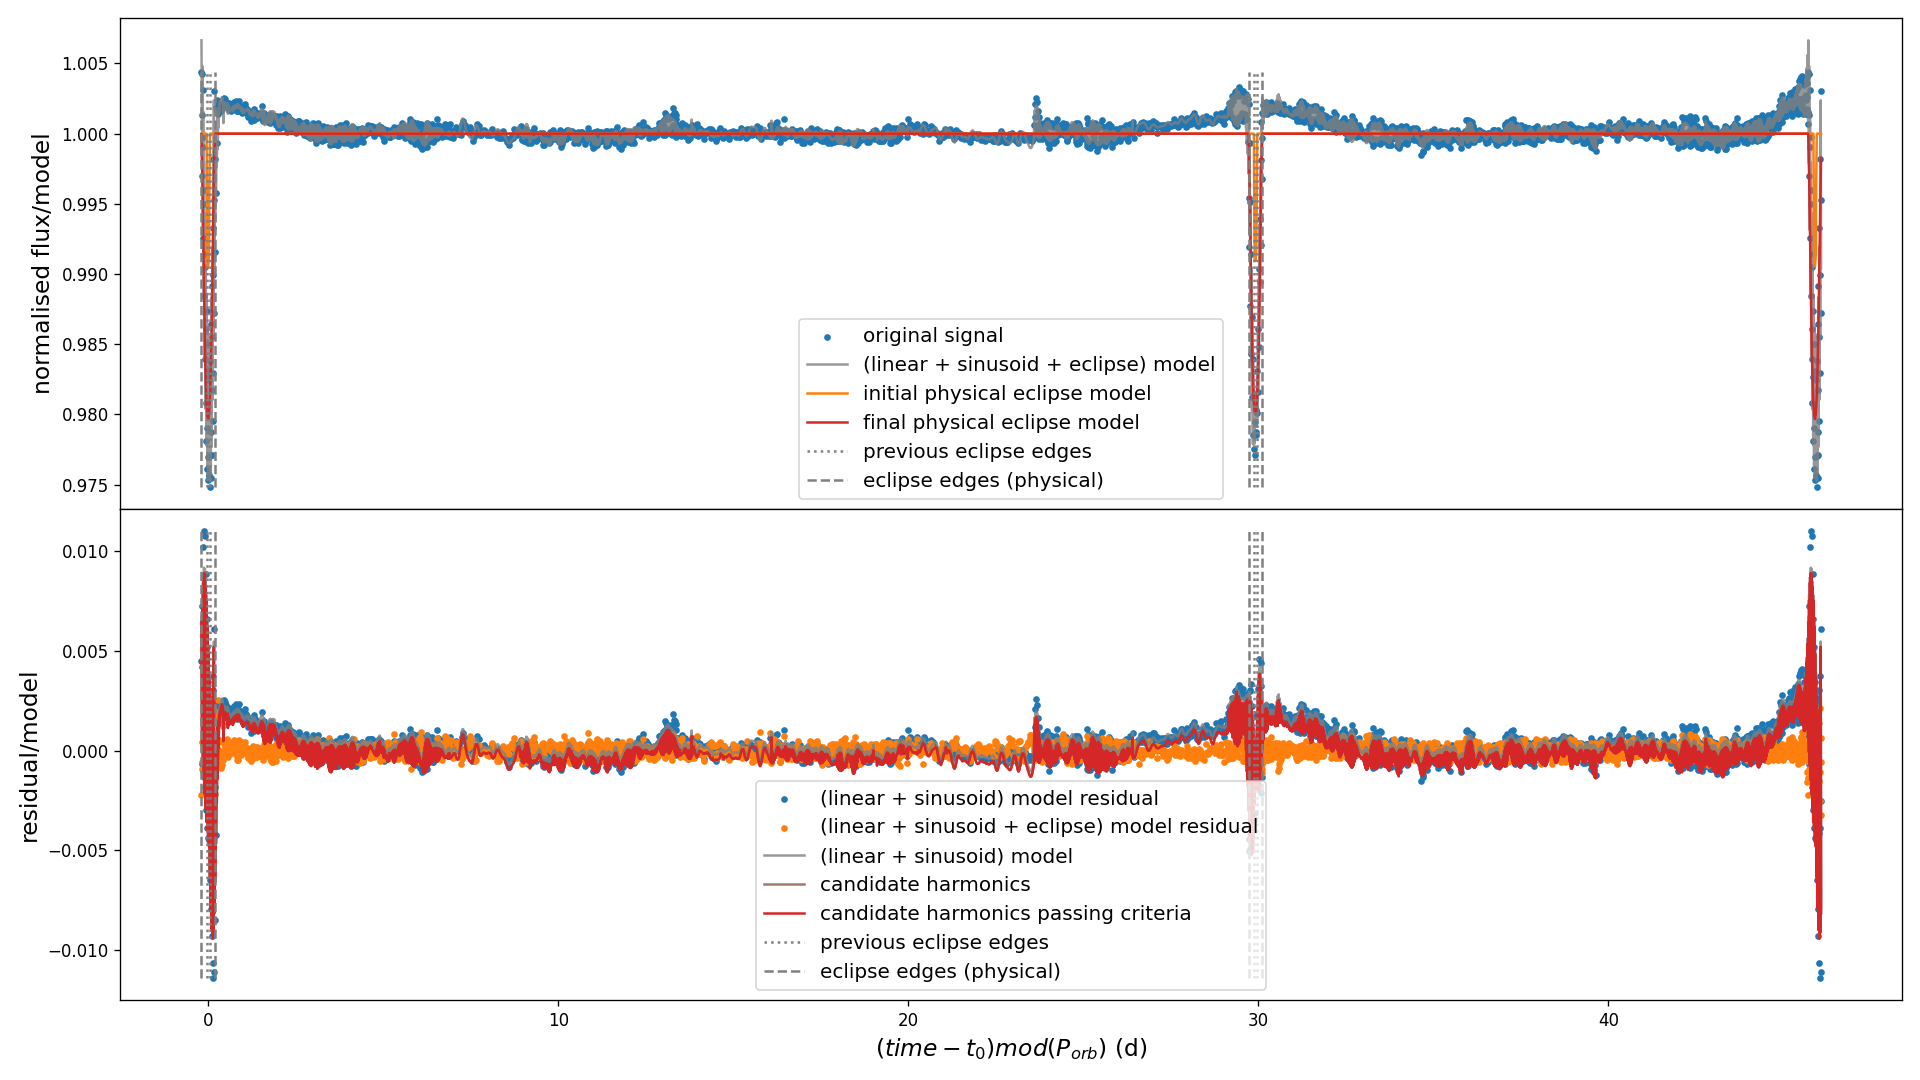 normalised flux/model
1.005
1.000
0.995
0.990
0.985
0.980
0.975
original signal
(linear + sinusoid + eclipse) model
initial physical eclipse model
final physical eclipse model
previous eclipse edges
eclipse edges (physical)
residual/model
0.010
0.005
0.000
−0.005
−0.010
(linear + sinusoid) model residual
(linear + sinusoid + eclipse) model residual
(linear + sinusoid) model
candidate harmonics
candidate harmonics passing criteria
previous eclipse edges
eclipse edges (physical)
0 10 20 30 40
(time − t₀)mod(P_orb) (d)